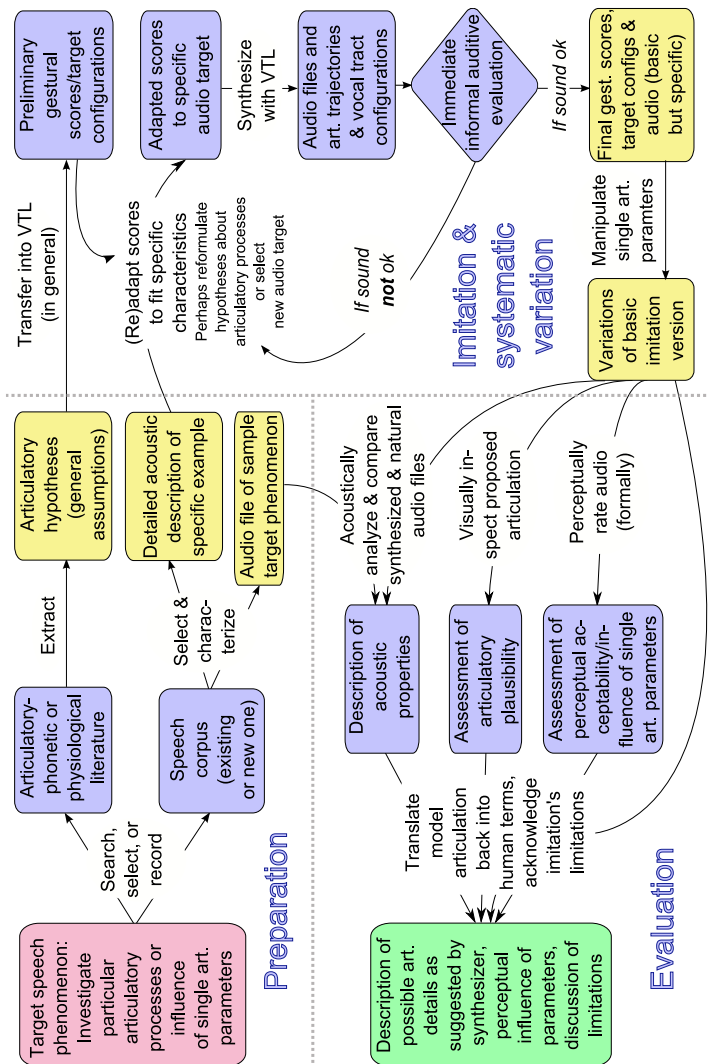 Target speech
phenomenon:
Investigate
particular
articulatory
processes or
influence
of single art.
parameters
Search,
select, or
record
Articulatory-
phonetic or
physiological
literature
Extract
Articulatory
hypotheses
(general
assumptions)
Transfer into VTL
(in general)
Preliminary
gestural
scores/target
configurations
Speech
corpus
(existing
or new one)
Select &
charac-
terize
Detailed acoustic
description of
specific example
Audio file of sample
target phenomenon
Preparation
(Re)adapt scores
to fit specific
characteristics
Perhaps reformulate
hypotheses about
articulatory processes
or select
new audio target
Adapted scores
to specific
audio target
Synthesize
with VTL
Audio files and
art. trajectories
& vocal tract
configurations
Immediate
informal auditive
evaluation
If sound
not ok
If sound ok
Final gest. scores,
target configs &
audio (basic
but specific)
Manipulate
single art.
paramters
Variations
of basic
imitation
version
Imitation &
systematic
variation
Acoustically
analyze & compare
synthesized & natural
audio files
Visually in-
spect proposed
articulation
Perceptually
rate audio
(formally)
Description of
acoustic
properties
Assessment of
articulatory
plausibility
Assessment of
perceptual ac-
ceptability/in-
fluence of single
art. parameters
Translate
model
articulation
back into
human terms,
acknowledge
imitation's
limitations
Description of
possible art.
details as
suggested by
synthesizer,
perceptual
influence of
parameters,
discussion of
limitations
Evaluation